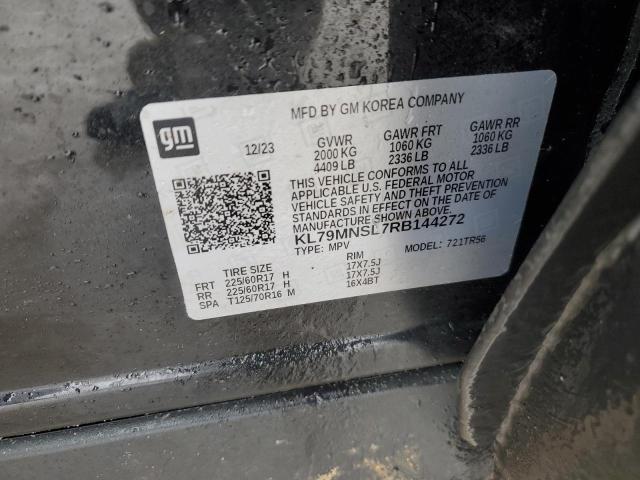 MFD BY GM KOREA COMPANY
gm
12/23
GVWR GAWR FRT GAWR RR
2000 KG 1060 KG 1060 KG
4409 LB 2336 LB 2336 LB
THIS VEHICLE CONFORMS TO ALL
APPLICABLE U.S. FEDERAL MOTOR
VEHICLE SAFETY AND THEFT PREVENTION
STANDARDS IN EFFECT ON THE DATE OF
MANUFACTURE SHOWN ABOVE.
KL79MNSL7RB144272
TYPE: MPV MODEL: 721TR56
TIRE SIZE RIM
FRT 225/60R17 H 17X7.5J
RR 225/60R17 H 17X7.5J
SPA T125/70R16 M 16X4BT